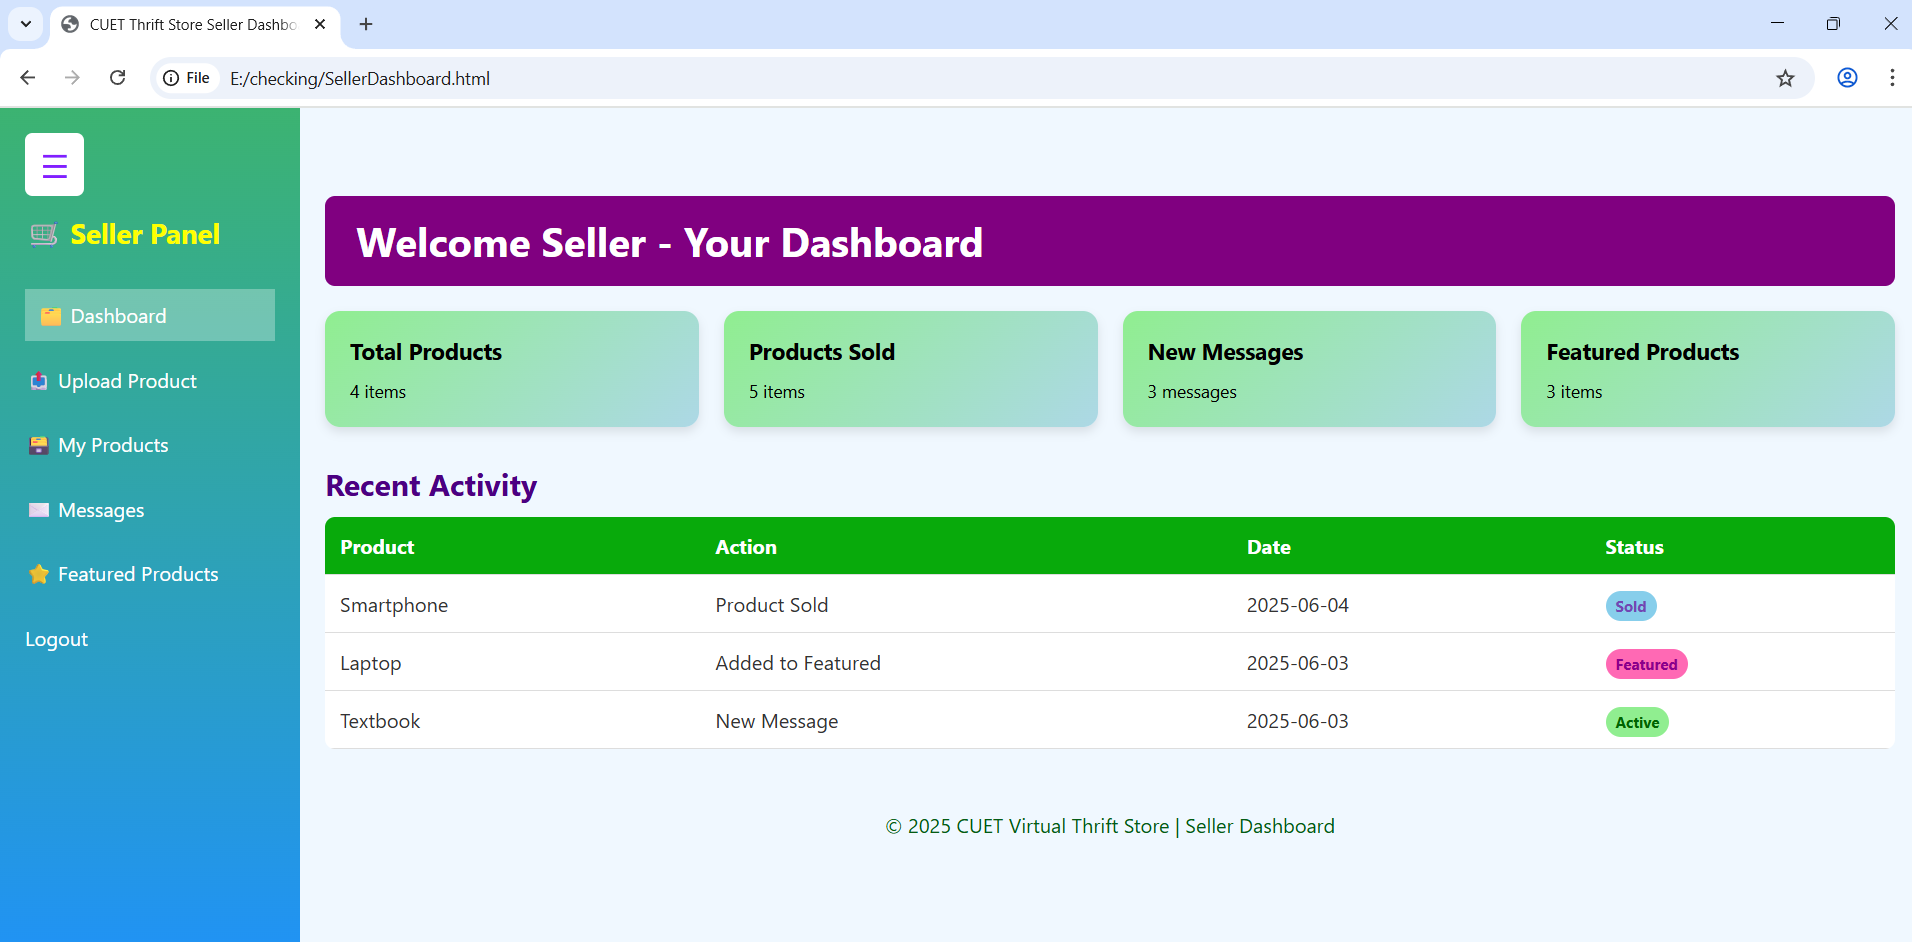 CUET Thrift Store Seller Dashbo
File E:/checking/SellerDashboard.html
Seller Panel
Dashboard
Upload Product
My Products
Messages
Featured Products
Logout
Welcome Seller - Your Dashboard
Total Products
4 items
Products Sold
5 items
New Messages
3 messages
Featured Products
3 items
Recent Activity
Product Action Date Status
Smartphone Product Sold 2025-06-04 Sold
Laptop Added to Featured 2025-06-03 Featured
Textbook New Message 2025-06-03 Active
© 2025 CUET Virtual Thrift Store | Seller Dashboard